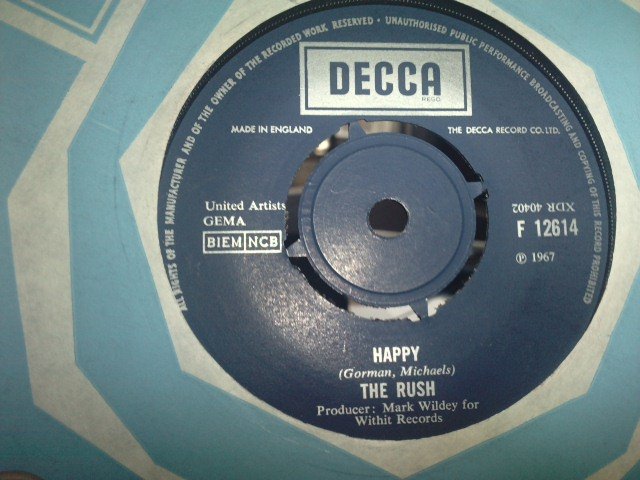 ALL RIGHTS OF THE MANUFACTURER AND OF THE OWNER OF THE RECORDED WORK RESERVED · UNAUTHORISED PUBLIC PERFORMANCE BROADCASTING AND COPYING OF THIS RECORD PROHIBITED
DECCA
REGD
MADE IN ENGLAND
THE DECCA RECORD CO. LTD.
United Artists
GEMA
BIEM NCB
XDR 40402
F 12614
℗ 1967
HAPPY
(Gorman, Michaels)
THE RUSH
Producer: Mark Wildey for
Withit Records